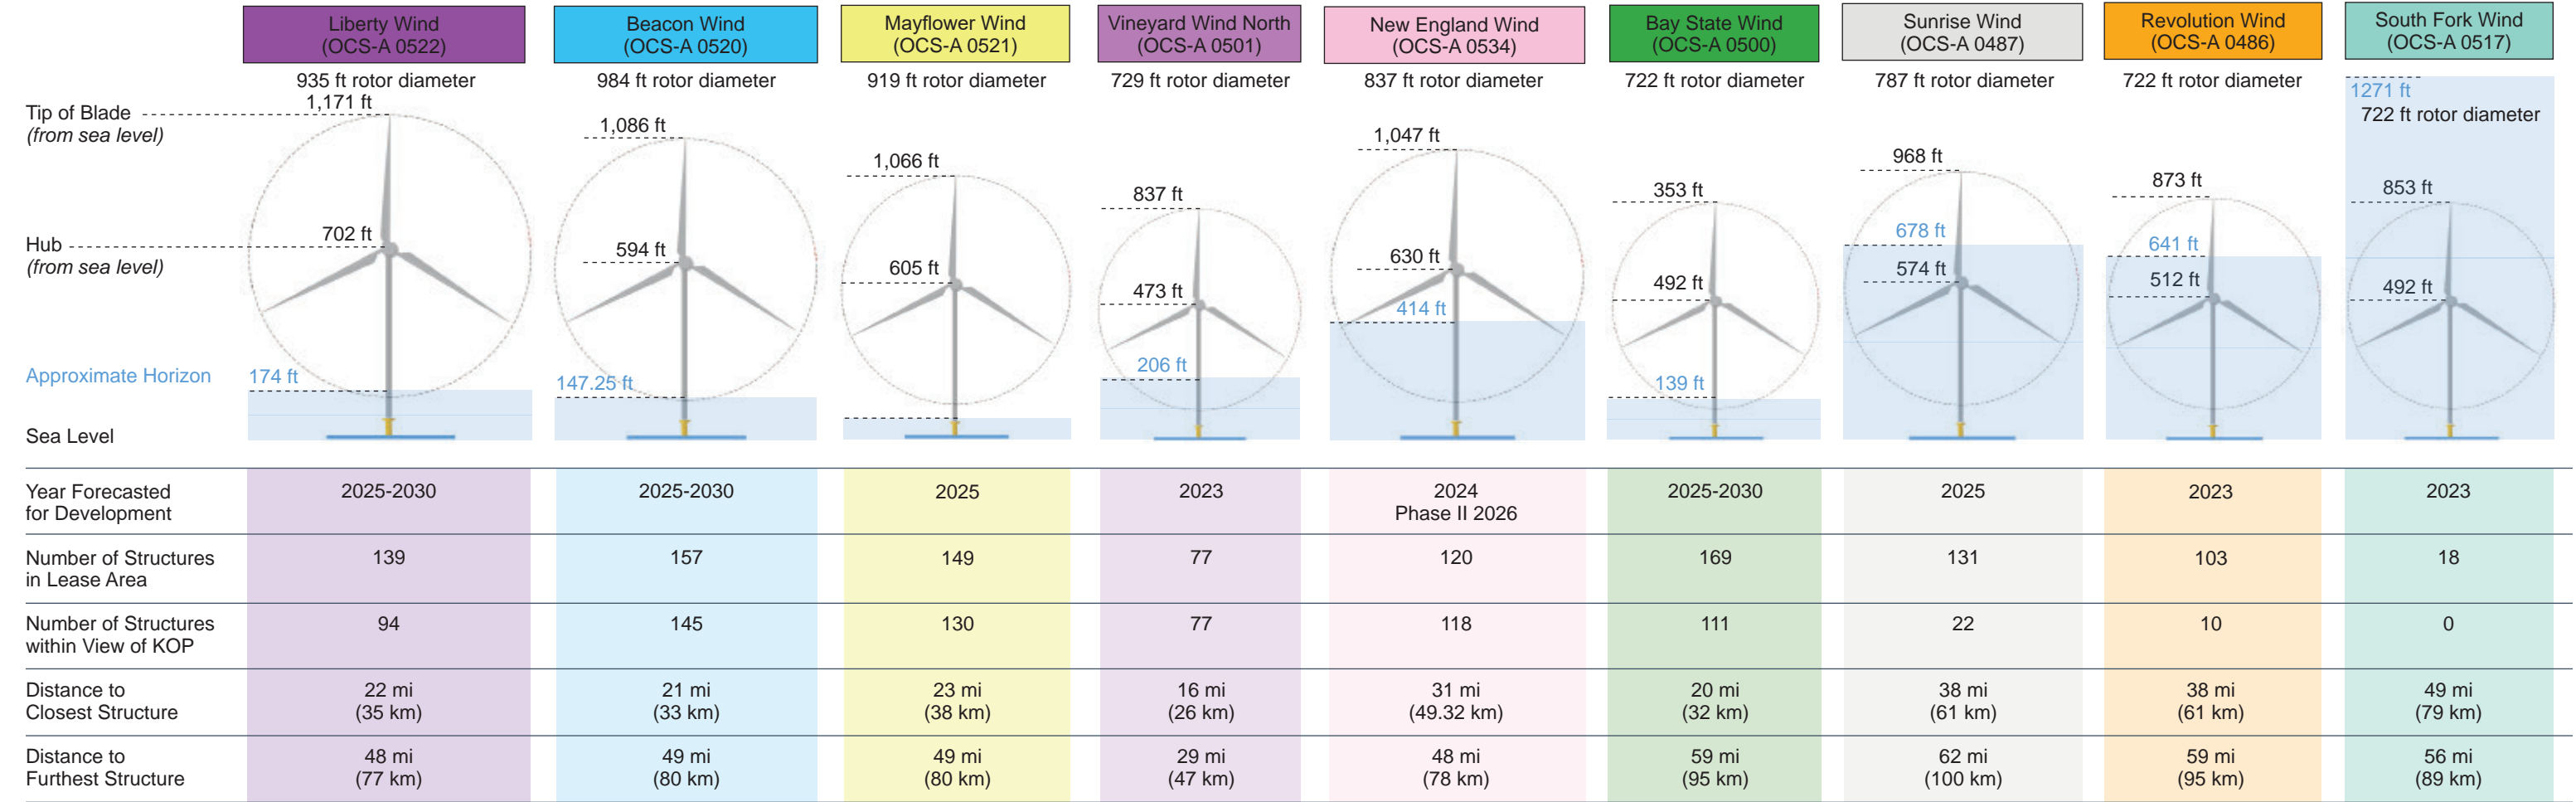 Liberty Wind
(OCS-A 0522)
Beacon Wind
(OCS-A 0520)
Mayflower Wind
(OCS-A 0521)
Vineyard Wind North
(OCS-A 0501)
New England Wind
(OCS-A 0534)
Bay State Wind
(OCS-A 0500)
Sunrise Wind
(OCS-A 0487)
Revolution Wind
(OCS-A 0486)
South Fork Wind
(OCS-A 0517)
935 ft rotor diameter
984 ft rotor diameter
919 ft rotor diameter
729 ft rotor diameter
837 ft rotor diameter
722 ft rotor diameter
787 ft rotor diameter
722 ft rotor diameter
1271 ft
722 ft rotor diameter
Tip of Blade
(from sea level)
1,171 ft
1,086 ft
1,066 ft
837 ft
1,047 ft
353 ft
968 ft
873 ft
853 ft
Hub
(from sea level)
702 ft
594 ft
605 ft
473 ft
630 ft
414 ft
492 ft
678 ft
574 ft
641 ft
512 ft
492 ft
Approximate Horizon
174 ft
147.25 ft
206 ft
139 ft
Sea Level
Year Forecasted
for Development
2025-2030
2025-2030
2025
2023
2024
Phase II 2026
2025-2030
2025
2023
2023
Number of Structures
in Lease Area
139
157
149
77
120
169
131
103
18
Number of Structures
within View of KOP
94
145
130
77
118
111
22
10
0
Distance to
Closest Structure
22 mi
(35 km)
21 mi
(33 km)
23 mi
(38 km)
16 mi
(26 km)
31 mi
(49.32 km)
20 mi
(32 km)
38 mi
(61 km)
38 mi
(61 km)
49 mi
(79 km)
Distance to
Furthest Structure
48 mi
(77 km)
49 mi
(80 km)
49 mi
(80 km)
29 mi
(47 km)
48 mi
(78 km)
59 mi
(95 km)
62 mi
(100 km)
59 mi
(95 km)
56 mi
(89 km)